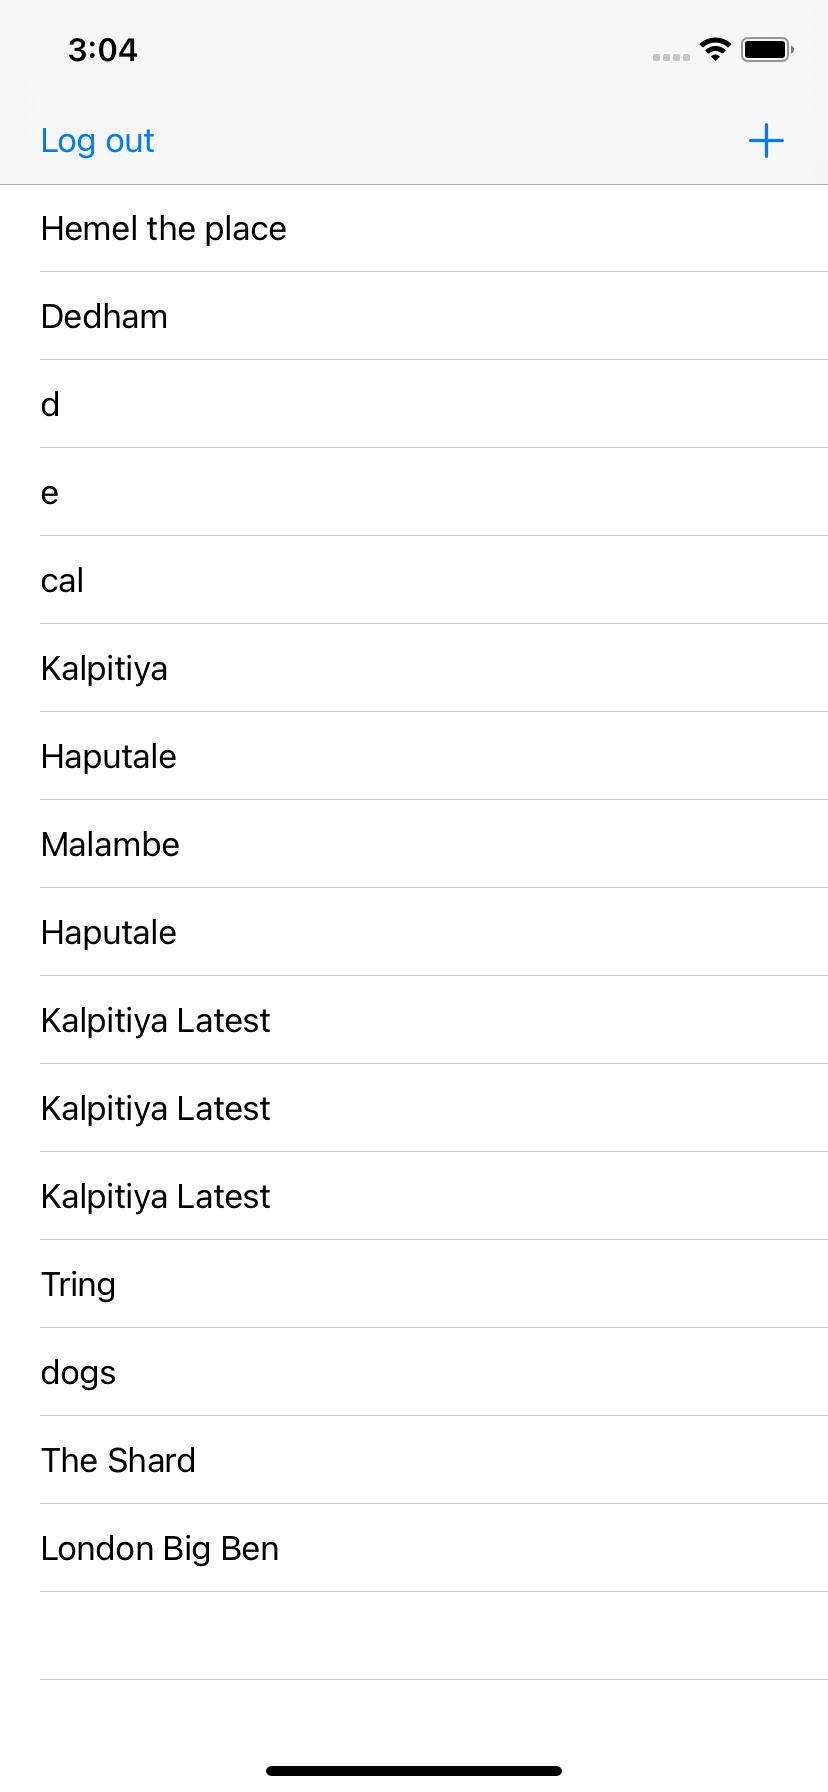 3:04
Log out
Hemel the place
Dedham
d
e
cal
Kalpitiya
Haputale
Malambe
Haputale
Kalpitiya Latest
Kalpitiya Latest
Kalpitiya Latest
Tring
dogs
The Shard
London Big Ben